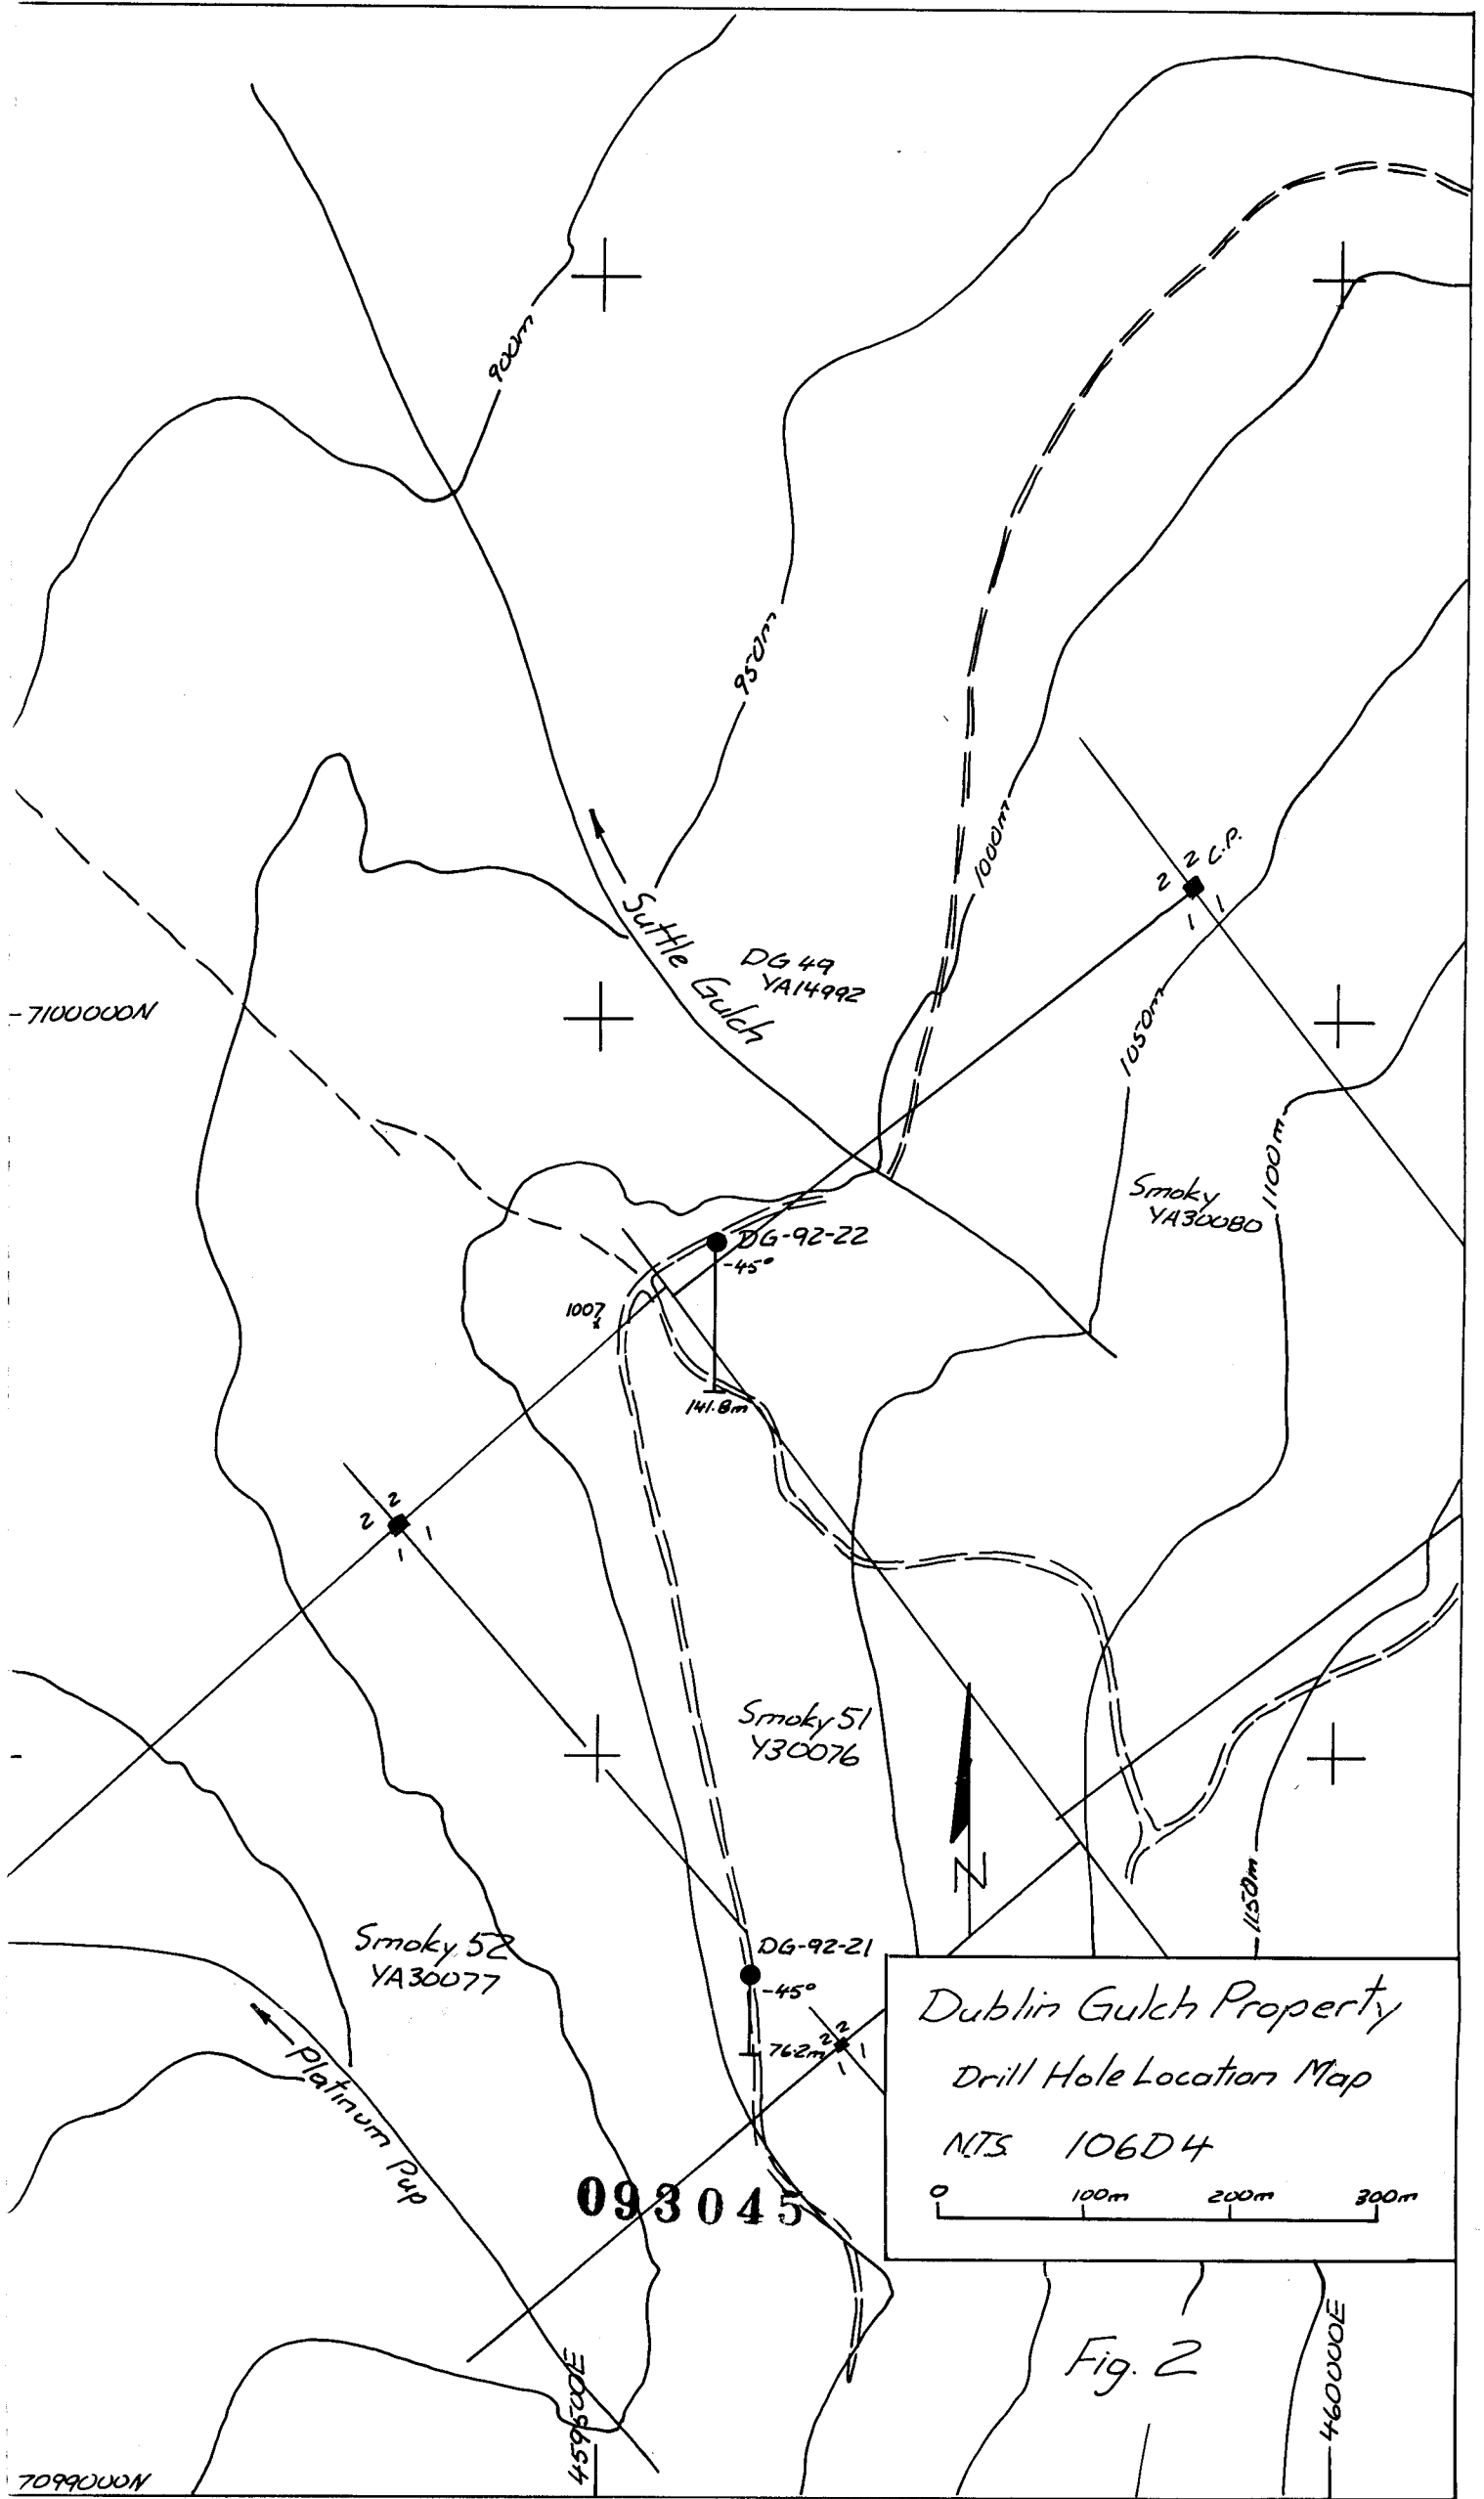 900m
950m
1000m
2 2 C.P.
1 1
Suttle Gulch
DG 49
YA14992
7100000N
1050m
1100m
Smoky
YA30080
DG-92-22
-45°
1007
x
141.8m
2 2
1 1
Smoky 51
Y30076
N
1150m
Smoky 52
YA30077
DG-92-21
-45°
76.2m
2 2
1 1
Platinum Pup
Dublin Gulch Property
Drill Hole Location Map
NTS 106D4
0 100m 200m 300m
093045
Fig. 2
459500E
460000E
7099000N